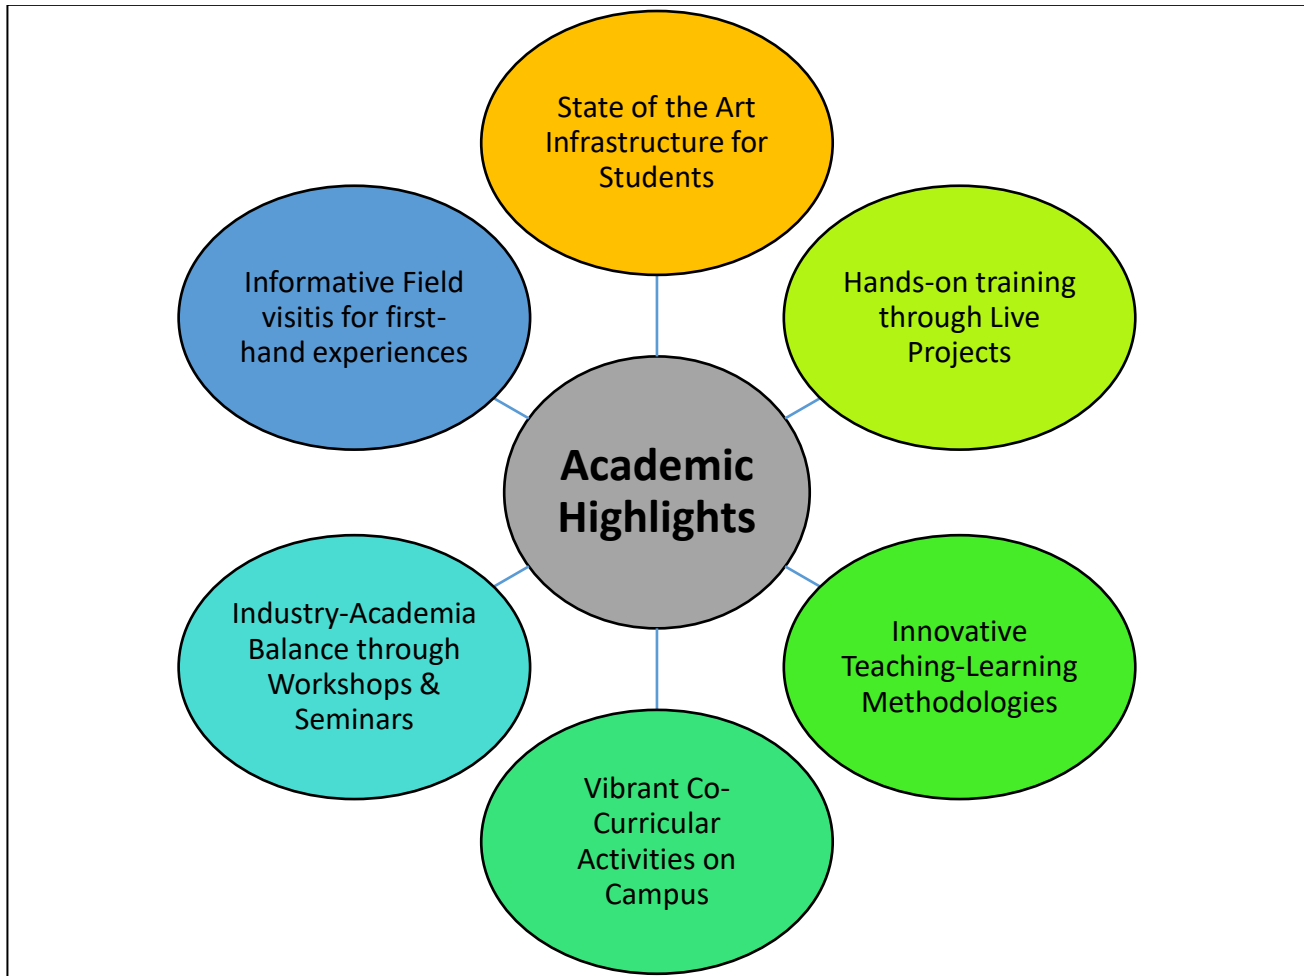 State of the Art
Infrastructure for
Students
Hands-on training
through Live
Projects
Innovative
Teaching-Learning
Methodologies
Vibrant Co-
Curricular
Activities on
Campus
Industry-Academia
Balance through
Workshops &
Seminars
Informative Field
visitis for first-
hand experiences
Academic
Highlights